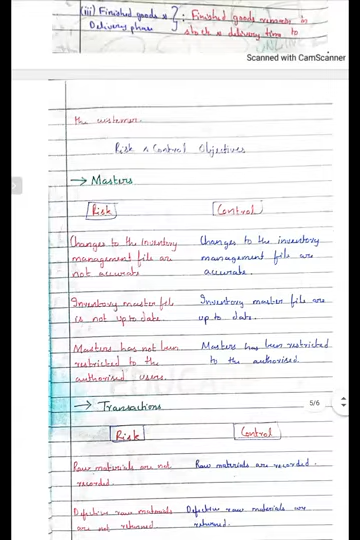 (iii) Finished goods & } : Finished goods remains in
Delivery phase } stock & delivery time to
Scanned with CamScanner
the customer.
Risk & Control Objectives
→ Masters
Risk Control
Changes to the Inventory Changes to the inventory
management file are management file are
not accurate accurate.
Inventory master file Inventory master file are
is not up to date. up to date.
Masters has not been Masters has been restricted
restricted to the to the authorised.
authorised users.
→ Transactions
5/6
Risk Control
Raw materials are not Raw materials are recorded.
recorded.
Defective raw materials Defective raw materials are
are not returned. returned.